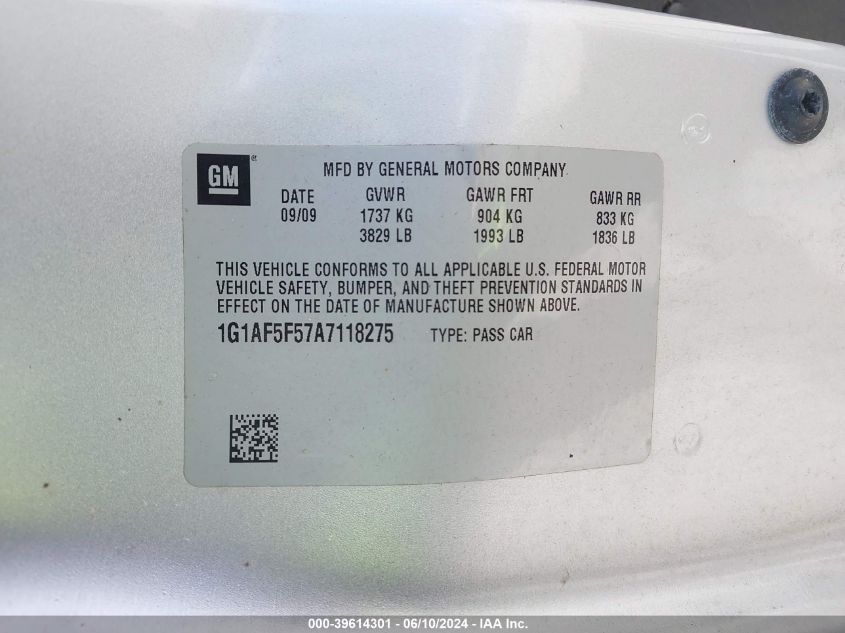 GM®
MFD BY GENERAL MOTORS COMPANY
DATE GVWR GAWR FRT GAWR RR
09/09 1737 KG 904 KG 833 KG
3829 LB 1993 LB 1836 LB
THIS VEHICLE CONFORMS TO ALL APPLICABLE U.S. FEDERAL MOTOR
VEHICLE SAFETY, BUMPER, AND THEFT PREVENTION STANDARDS IN
EFFECT ON THE DATE OF MANUFACTURE SHOWN ABOVE.
1G1AF5F57A7118275 TYPE: PASS CAR
000-39614301 - 06/10/2024 - IAA Inc.